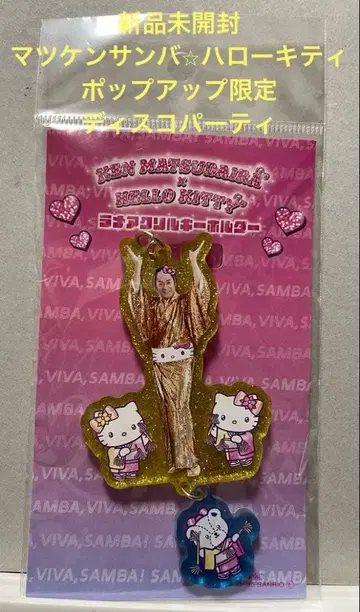 新品未開封
マツケンサンバ☆ハローキティ
ポップアップ限定
ディスコパーティ
KEN MATSUDAIRA
×
HELLO KITTY
ラメアクリルキーホルダー
VIVA, SAMBA!